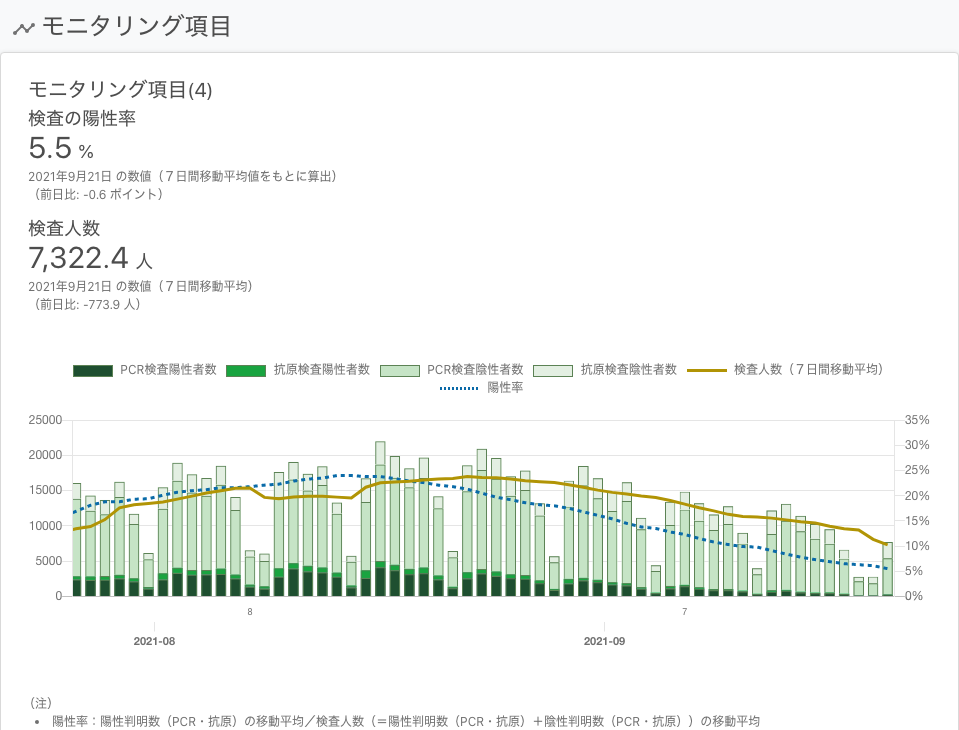 モニタリング項目
モニタリング項目(4)
検査の陽性率
5.5 %
2021年9月21日 の数値（７日間移動平均値をもとに算出）
（前日比: -0.6 ポイント）
検査人数
7,322.4 人
2021年9月21日 の数値（７日間移動平均）
（前日比: -773.9 人）
PCR検査陽性者数 抗原検査陽性者数 PCR検査陰性者数 抗原検査陰性者数 検査人数（７日間移動平均）
陽性率
25000 35%
30%
20000
25%
15000 20%
15%
10000
10%
5000 5%
0 0%
8 7
2021-08 2021-09
（注）
• 陽性率：陽性判明数（PCR・抗原）の移動平均／検査人数（＝陽性判明数（PCR・抗原）＋陰性判明数（PCR・抗原））の移動平均